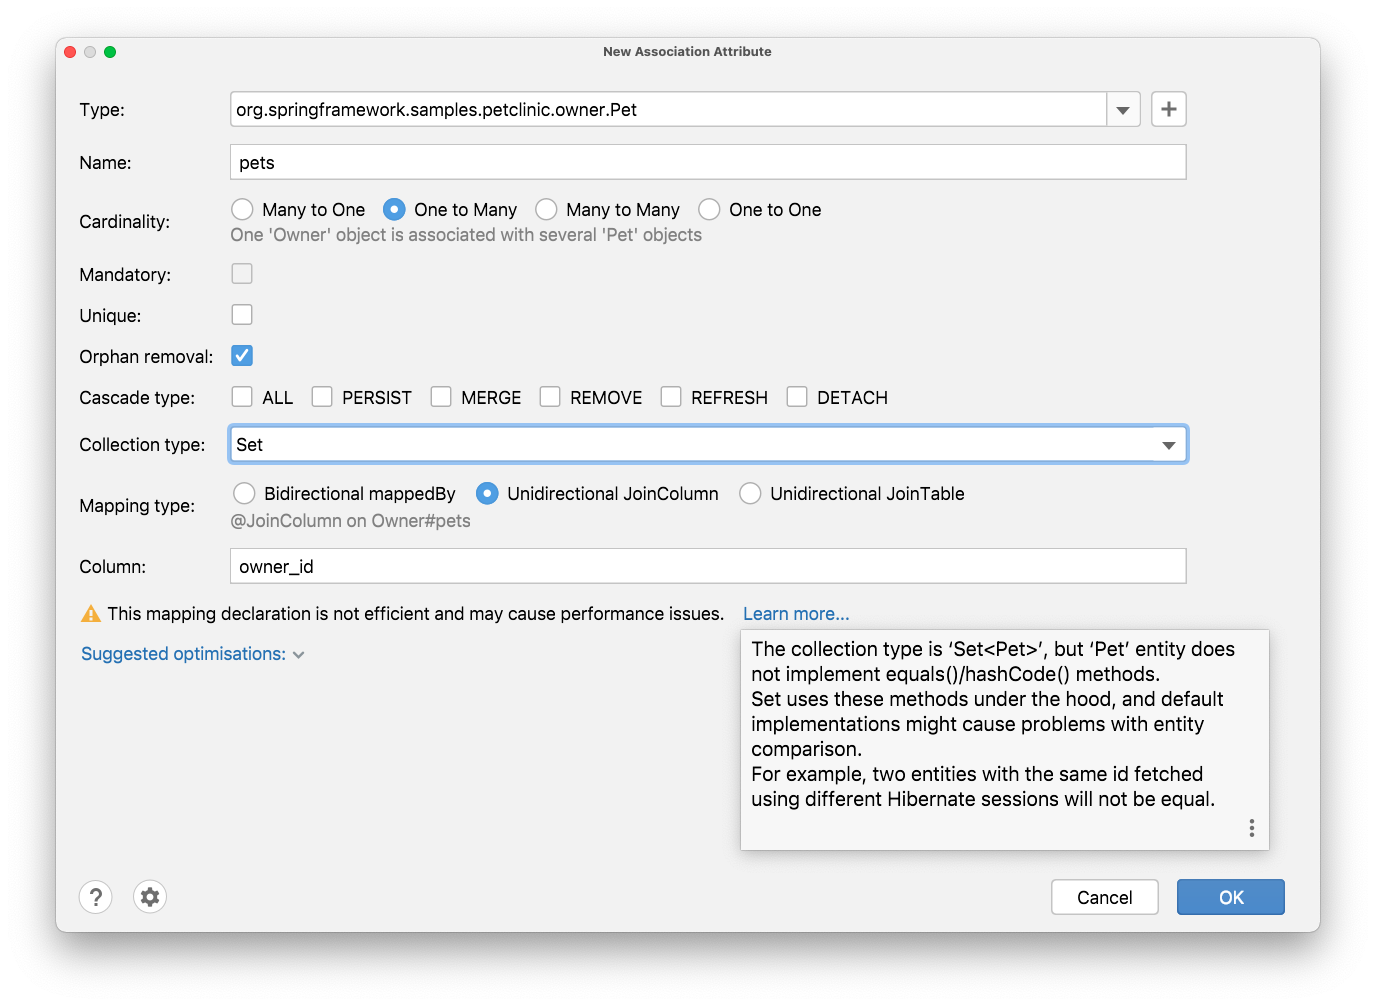 New Association Attribute
Type: org.springframework.samples.petclinic.owner.Pet
Name: pets
Cardinality: Many to One One to Many Many to Many One to One
One 'Owner' object is associated with several 'Pet' objects
Mandatory:
Unique:
Orphan removal:
Cascade type: ALL PERSIST MERGE REMOVE REFRESH DETACH
Collection type: Set
Mapping type: Bidirectional mappedBy Unidirectional JoinColumn Unidirectional JoinTable
@JoinColumn on Owner#pets
Column: owner_id
This mapping declaration is not efficient and may cause performance issues. Learn more...
Suggested optimisations:
The collection type is ‘Set<Pet>’, but ‘Pet’ entity does
not implement equals()/hashCode() methods.
Set uses these methods under the hood, and default
implementations might cause problems with entity
comparison.
For example, two entities with the same id fetched
using different Hibernate sessions will not be equal.
? Cancel OK